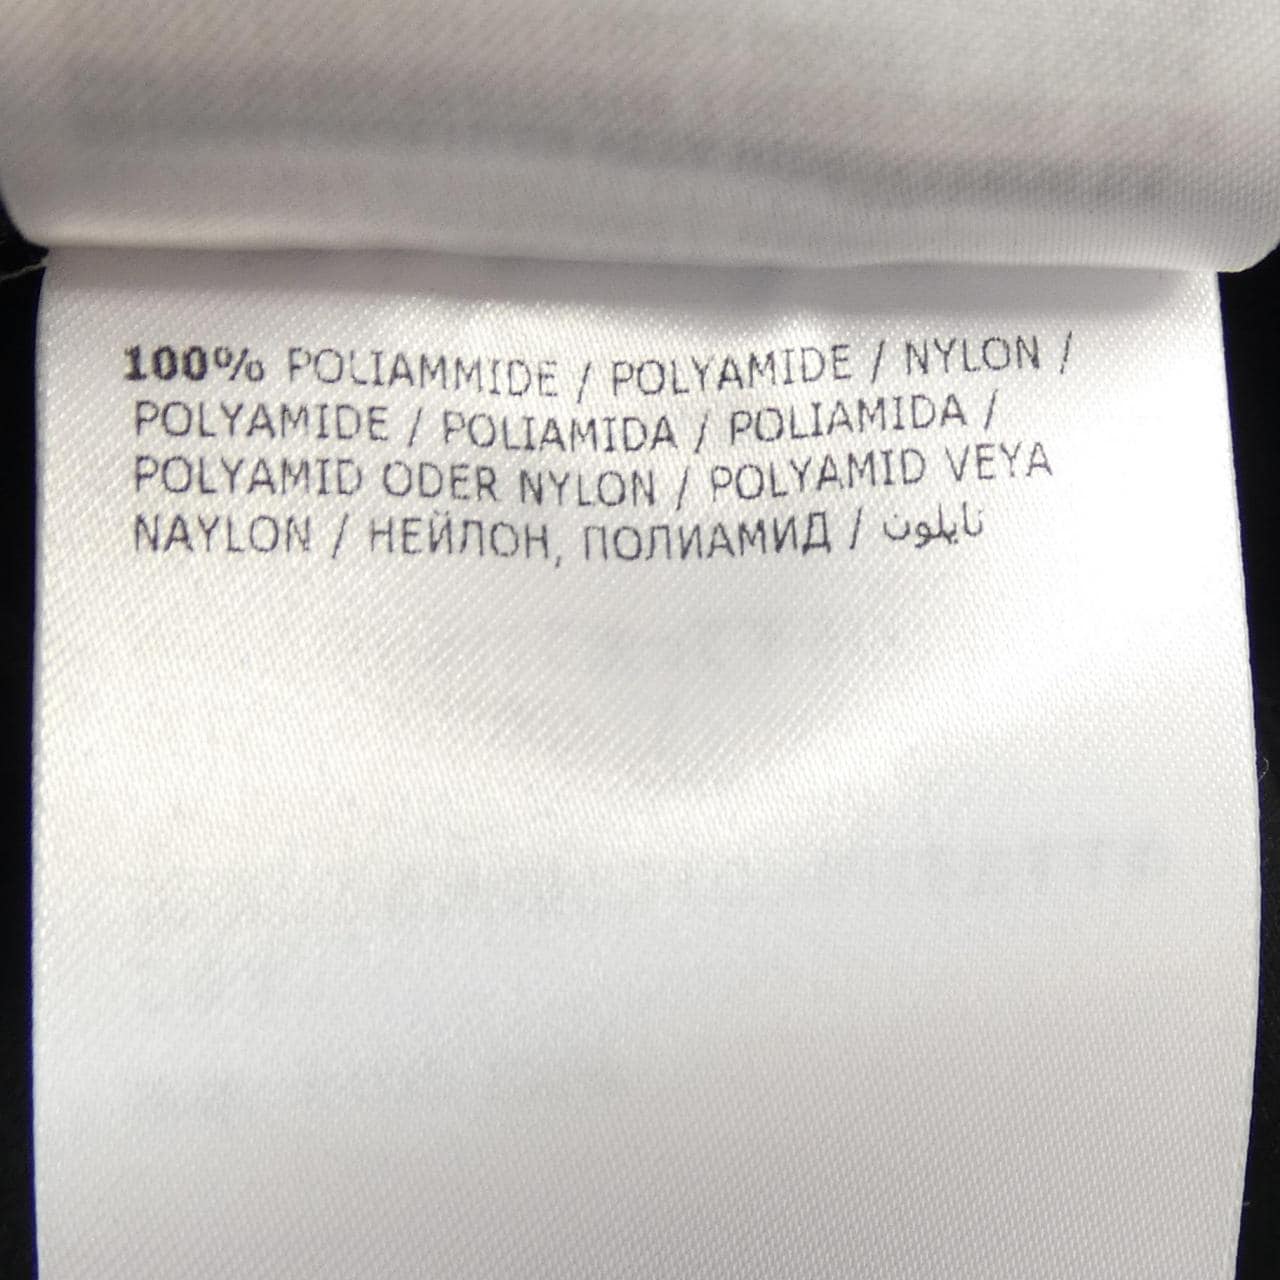 100% POLIAMMIDE / POLYAMIDE / NYLON /
POLYAMIDE / POLIAMIDA / POLIAMIDA /
POLYAMID ODER NYLON / POLYAMID VEYA
NAYLON / НЕЙЛОН, ПОЛИАМИД / نايلون